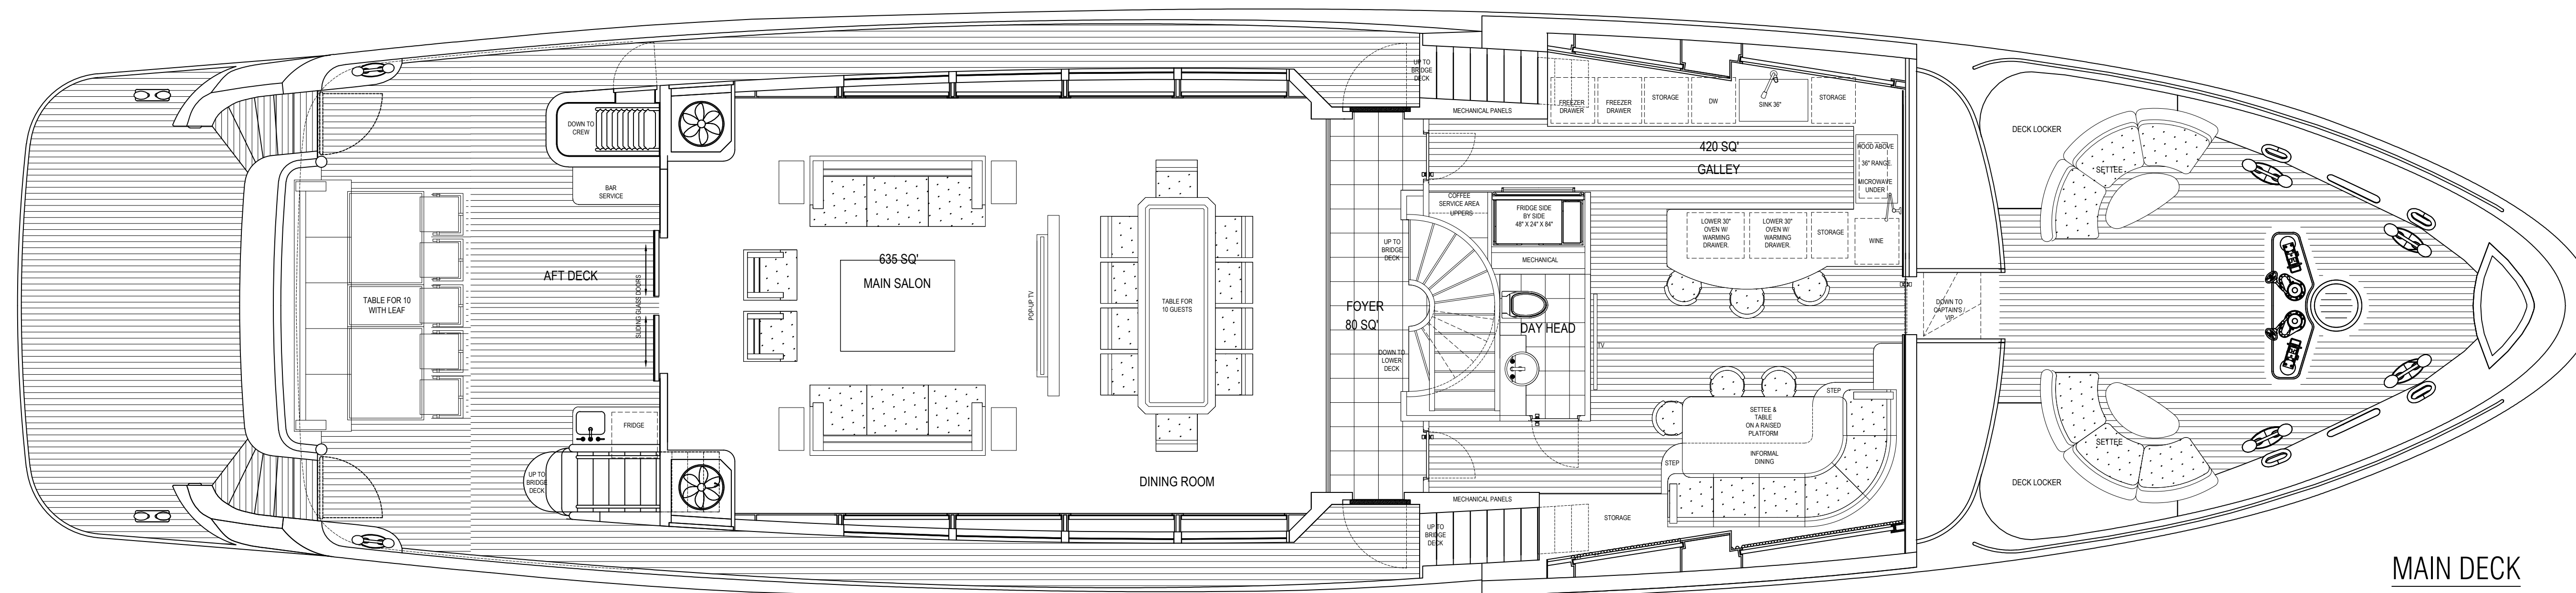 DOWN TO
CREW
BAR
SERVICE
AFT DECK
TABLE FOR 10
WITH LEAF
SLIDING GLASS DOORS
FRIDGE
UP TO
BRIDGE
DECK
635 SQ'
MAIN SALON
POP-UP TV
TABLE FOR
10 GUESTS
DINING ROOM
FOYER
80 SQ'
UP TO
BRIDGE
DECK
MECHANICAL PANELS
UP TO
BRIDGE
DECK
DOWN TO
LOWER
DECK
COFFEE
SERVICE AREA
UPPERS
FRIDGE SIDE
BY SIDE
48" X 24" X 84"
MECHANICAL
DAY HEAD
TV
MECHANICAL PANELS
UP TO
BRIDGE
DECK
STORAGE
FREEZER
DRAWER
FREEZER
DRAWER
STORAGE
DW
SINK 36"
STORAGE
420 SQ'
GALLEY
HOOD ABOVE
36" RANGE.
MICROWAVE
UNDER
LOWER 30"
OVEN W/
WARMING
DRAWER.
LOWER 30"
OVEN W/
WARMING
DRAWER.
STORAGE
WINE
STEP
SETTEE &
TABLE
ON A RAISED
PLATFORM
INFORMAL
DINING
STEP
DOWN TO
CAPTAIN'S /
VIP
DECK LOCKER
SETTEE
SETTEE
DECK LOCKER
MAIN DECK